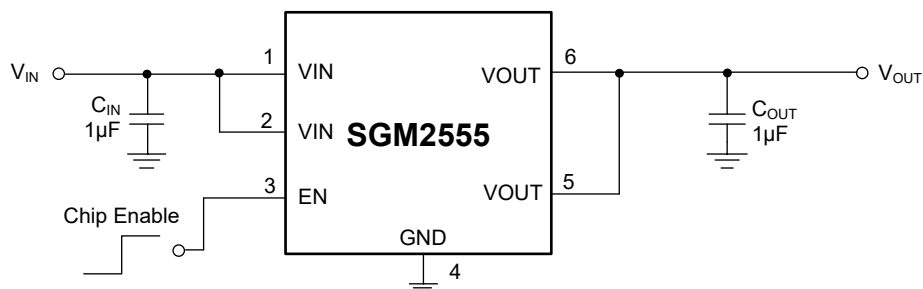 1
VIN
VOUT
6
V_IN
V_OUT
C_IN
1µF
2
VIN
SGM2555
C_OUT
1µF
3
EN
VOUT
5
Chip Enable
GND
4